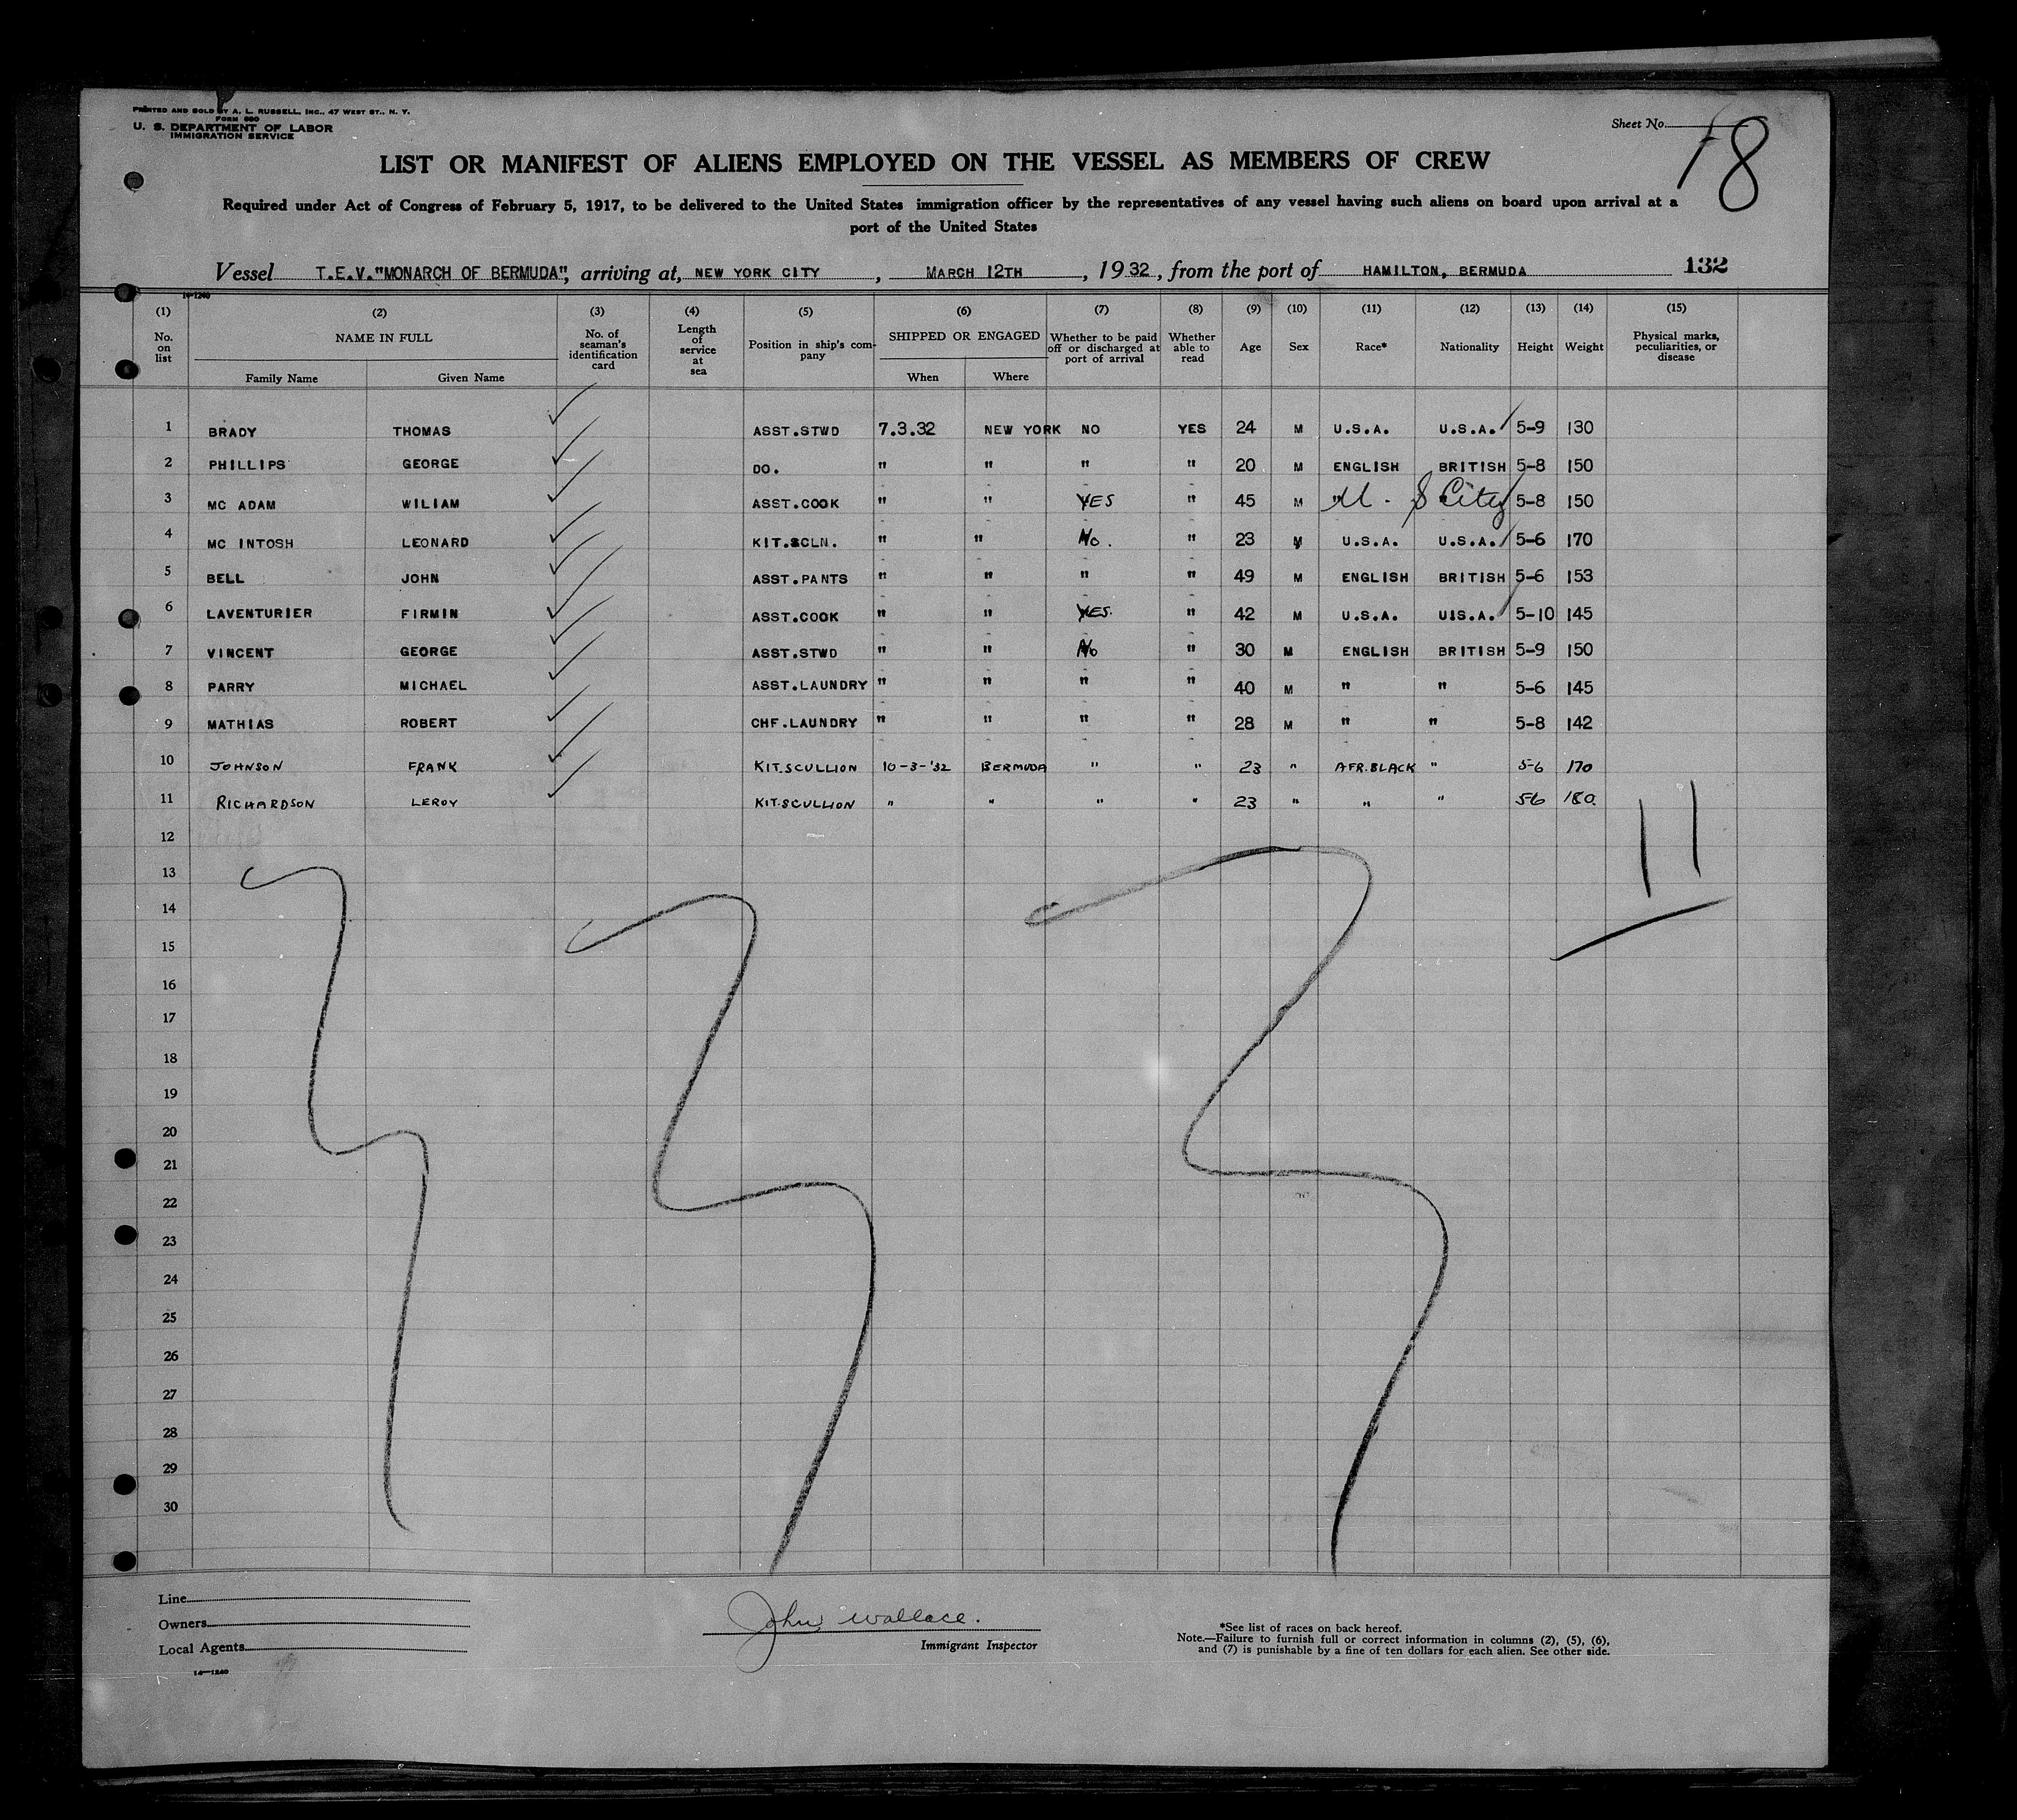 PRINTED AND SOLD BY A. L. RUSSELL, INC., 47 WEST ST., N. Y.
FORM 680
U. S. DEPARTMENT OF LABOR
IMMIGRATION SERVICE
Sheet No. 18
LIST OR MANIFEST OF ALIENS EMPLOYED ON THE VESSEL AS MEMBERS OF CREW
Required under Act of Congress of February 5, 1917, to be delivered to the United States immigration officer by the representatives of any vessel having such aliens on board upon arrival at a
port of the United States
Vessel T.E.V."MONARCH OF BERMUDA", arriving at, NEW YORK CITY, MARCH 12TH, 1932, from the port of HAMILTON, BERMUDA 132
14-1240
(1) (2) (3) (4) (5) (6) (7) (8) (9) (10) (11) (12) (13) (14) (15)
No. on list NAME IN FULL Family Name Given Name No. of seaman's identification card Length of service at sea Position in ship's company SHIPPED OR ENGAGED When Where Whether to be paid off or discharged at port of arrival Whether able to read Age Sex Race* Nationality Height Weight Physical marks, peculiarities, or disease
1 BRADY THOMAS ASST.STWD 7.3.32 NEW YORK NO YES 24 M U.S.A. U.S.A. 5-9 130
2 PHILLIPS GEORGE DO. " " " " 20 M ENGLISH BRITISH 5-8 150
3 MC ADAM WILIAM ASST.COOK " " YES " 45 M U. S City 5-8 150
4 MC INTOSH LEONARD KIT.SCLN. " " No. " 23 M U.S.A. U.S.A. 5-6 170
5 BELL JOHN ASST.PANTS " " " " 49 M ENGLISH BRITISH 5-6 153
6 LAVENTURIER FIRMIN ASST.COOK " " YES. " 42 M U.S.A. U.S.A. 5-10 145
7 VINCENT GEORGE ASST.STWD " " No " 30 M ENGLISH BRITISH 5-9 150
8 PARRY MICHAEL ASST.LAUNDRY " " " " 40 M " " 5-6 145
9 MATHIAS ROBERT CHF.LAUNDRY " " " " 28 M " " 5-8 142
10 JOHNSON FRANK KIT.SCULLION 10-3-'32 BERMUDA " " 23 " AFR.BLACK " 5-6 170
11 RICHARDSON LEROY KIT.SCULLION " " " " 23 " " " 5-6 180.
12
11
13
14
15
16
17
18
19
20
21
22
23
24
25
26
27
28
29
30
Line
Owners
Local Agents
14-1240
John Wallace.
Immigrant Inspector
*See list of races on back hereof.
Note.—Failure to furnish full or correct information in columns (2), (5), (6),
and (7) is punishable by a fine of ten dollars for each alien. See other side.